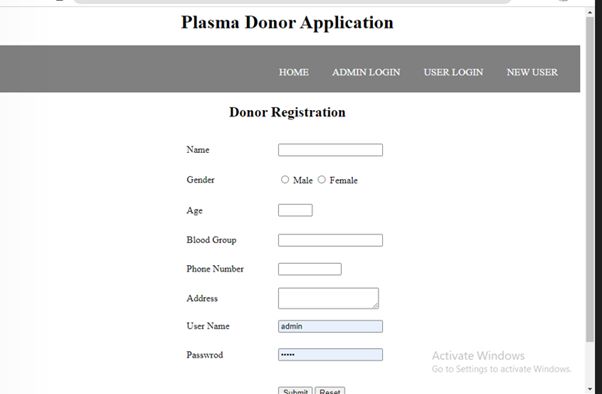 Plasma Donor Application
HOME ADMIN LOGIN USER LOGIN NEW USER
Donor Registration
Name
Gender Male Female
Age
Blood Group
Phone Number
Address
User Name admin
Passwrod •••••
Activate Windows
Go to Settings to activate Windows.
Submit Reset